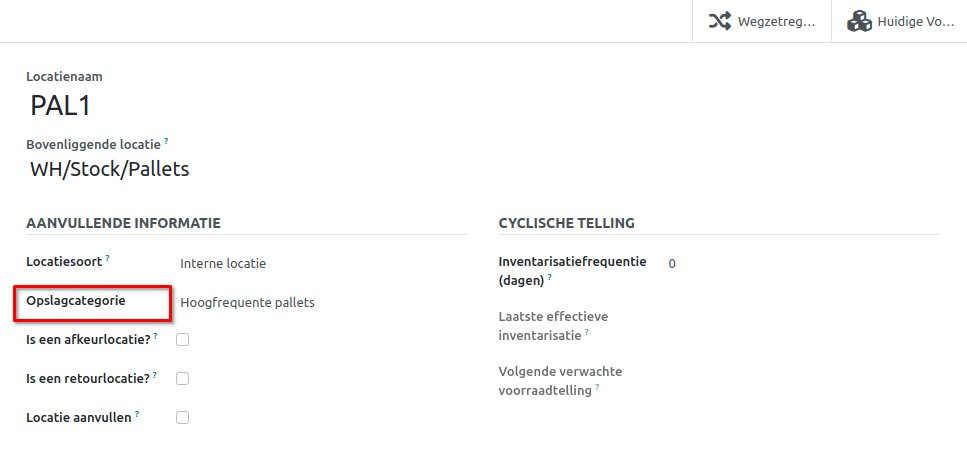 Wegzetreg...
Huidige Vo...
Locatienaam
PAL1
Bovenliggende locatie ?
WH/Stock/Pallets
AANVULLENDE INFORMATIE
Locatiesoort ?
Interne locatie
Opslagcategorie
Hoogfrequente pallets
Is een afkeurlocatie? ?
Is een retourlocatie? ?
Locatie aanvullen ?
CYCLISCHE TELLING
Inventarisatiefrequentie
(dagen) ?
0
Laatste effectieve
inventarisatie ?
Volgende verwachte
voorraadtelling ?